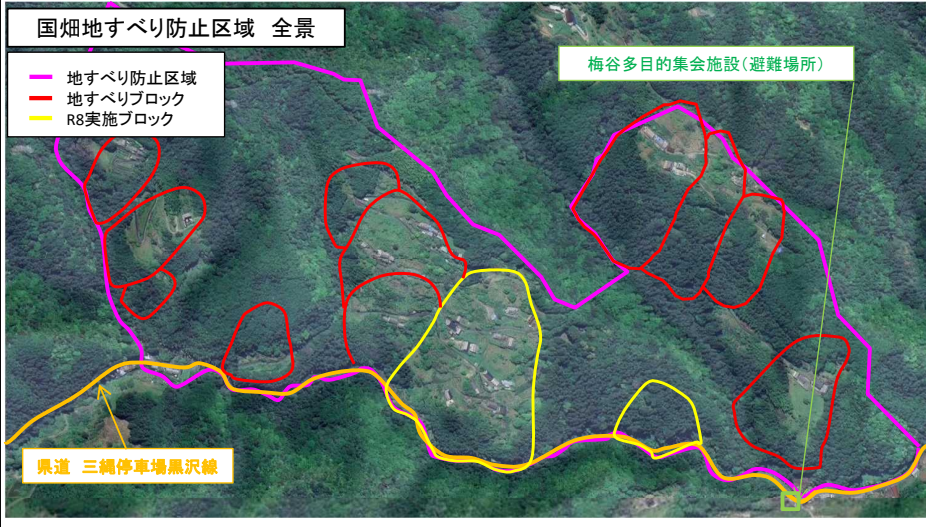 国畑地すべり防止区域 全景
地すべり防止区域
地すべりブロック
R8実施ブロック
梅谷多目的集会施設(避難場所)
県道 三縄停車場黒沢線